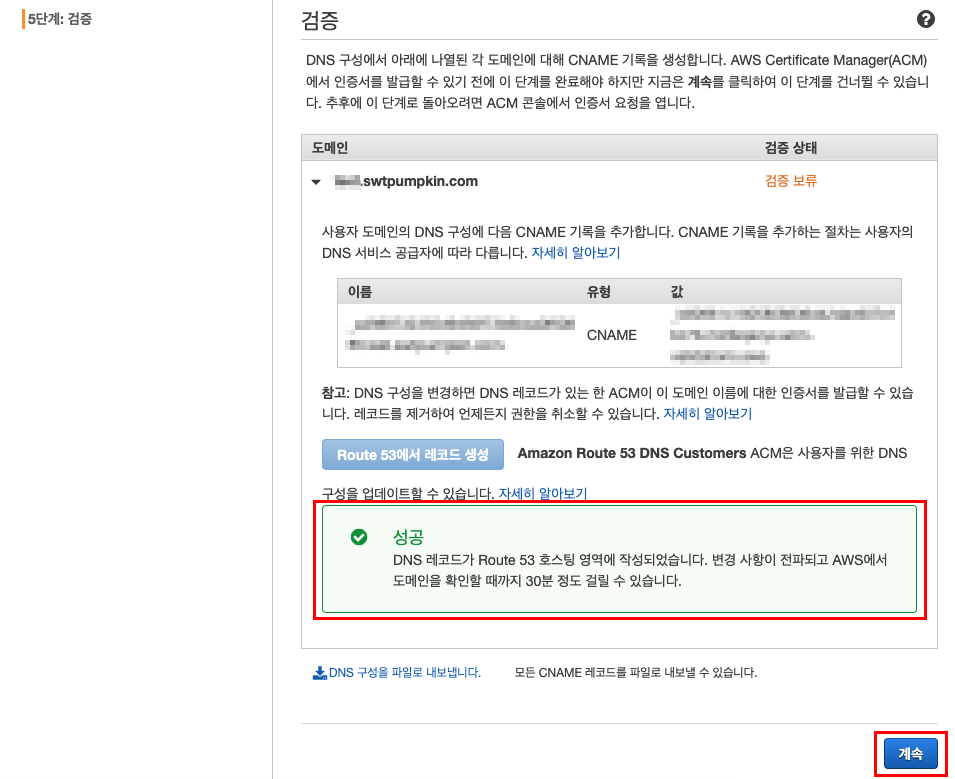 5단계: 검증
검증
DNS 구성에서 아래에 나열된 각 도메인에 대해 CNAME 기록을 생성합니다. AWS Certificate Manager(ACM)
에서 인증서를 발급할 수 있기 전에 이 단계를 완료해야 하지만 지금은 계속를 클릭하여 이 단계를 건너뛸 수 있습니
다. 추후에 이 단계로 돌아오려면 ACM 콘솔에서 인증서 요청을 엽니다.
도메인 검증 상태
.swtpumpkin.com 검증 보류
사용자 도메인의 DNS 구성에 다음 CNAME 기록을 추가합니다. CNAME 기록을 추가하는 절차는 사용자의
DNS 서비스 공급자에 따라 다릅니다. 자세히 알아보기
이름 유형 값
CNAME
참고: DNS 구성을 변경하면 DNS 레코드가 있는 한 ACM이 이 도메인 이름에 대한 인증서를 발급할 수 있습
니다. 레코드를 제거하여 언제든지 권한을 취소할 수 있습니다. 자세히 알아보기
Route 53에서 레코드 생성 Amazon Route 53 DNS Customers ACM은 사용자를 위한 DNS
구성을 업데이트할 수 있습니다. 자세히 알아보기
성공
DNS 레코드가 Route 53 호스팅 영역에 작성되었습니다. 변경 사항이 전파되고 AWS에서
도메인을 확인할 때까지 30분 정도 걸릴 수 있습니다.
DNS 구성을 파일로 내보냅니다. 모든 CNAME 레코드를 파일로 내보낼 수 있습니다.
계속